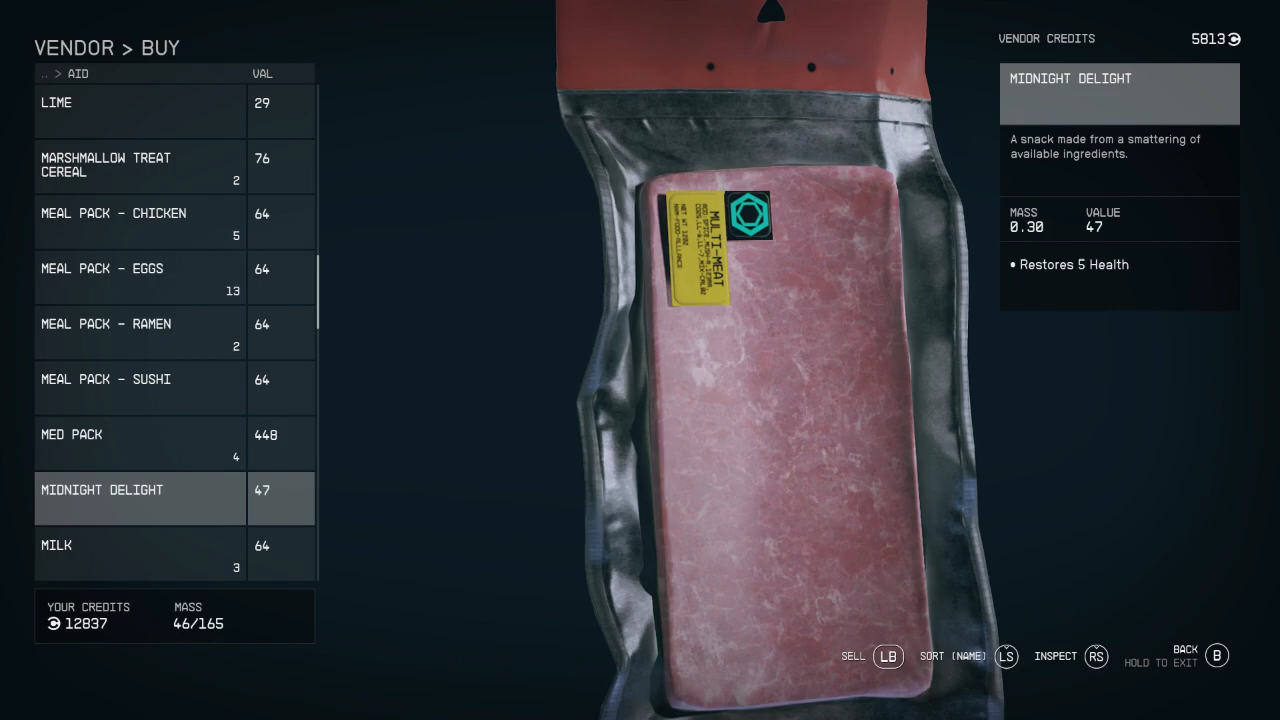 VENDOR > BUY
.. > AID VAL
LIME 29
MARSHMALLOW TREAT
CEREAL
76
2
MEAL PACK - CHICKEN 64
5
MEAL PACK - EGGS 64
13
MEAL PACK - RAMEN 64
2
MEAL PACK - SUSHI 64
MED PACK 448
4
MIDNIGHT DELIGHT 47
MILK 64
3
YOUR CREDITS MASS
12837 46/165
MULTI-MEAT
NET WT 12OZ
VENDOR CREDITS 5813
MIDNIGHT DELIGHT
A snack made from a smattering of
available ingredients.
MASS VALUE
0.30 47
• Restores 5 Health
SELL LB SORT (NAME) LS INSPECT RS BACK B
HOLD TO EXIT